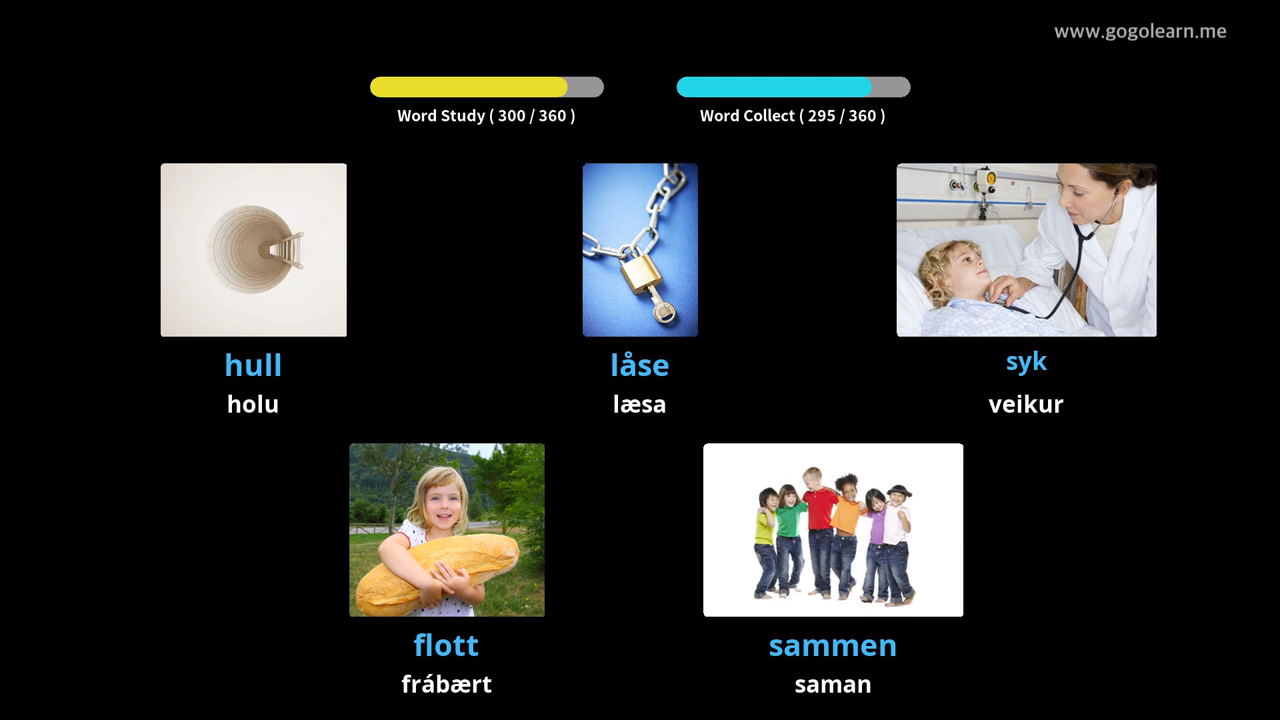 www.gogolearn.me
Word Study ( 300 / 360 )
Word Collect ( 295 / 360 )
hull
holu
låse
læsa
syk
veikur
flott
frábært
sammen
saman